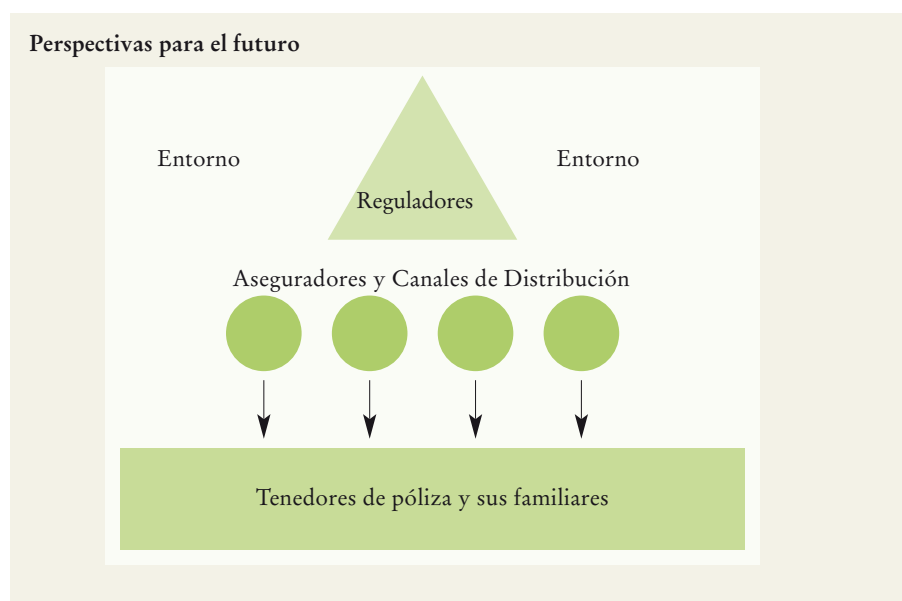 Perspectivas para el futuro
Entorno
Entorno
Reguladores
Aseguradores y Canales de Distribución
Tenedores de póliza y sus familiares